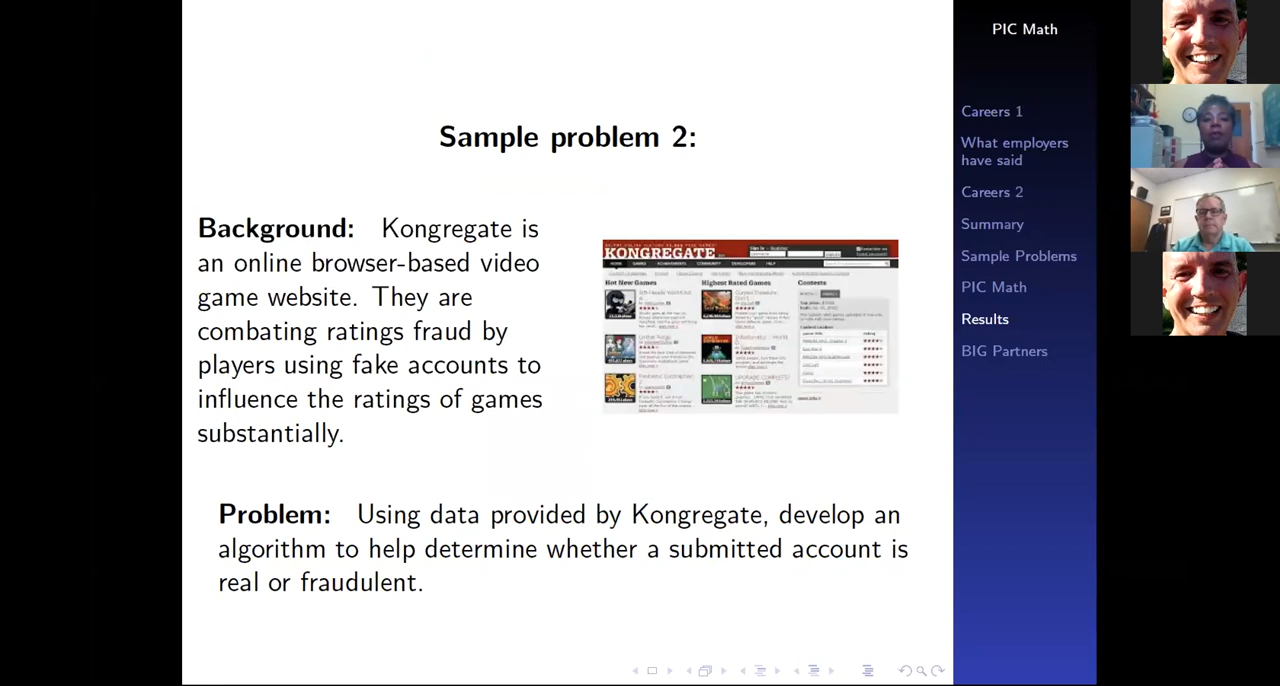 Sample problem 2:
Background: Kongregate is
an online browser-based video
game website. They are
combating ratings fraud by
players using fake accounts to
influence the ratings of games
substantially.
KONGREGATE
Hot New Games
Highest Rated Games
Contests
Problem: Using data provided by Kongregate, develop an
algorithm to help determine whether a submitted account is
real or fraudulent.
PIC Math
Careers 1
What employers
have said
Careers 2
Summary
Sample Problems
PIC Math
Results
BIG Partners